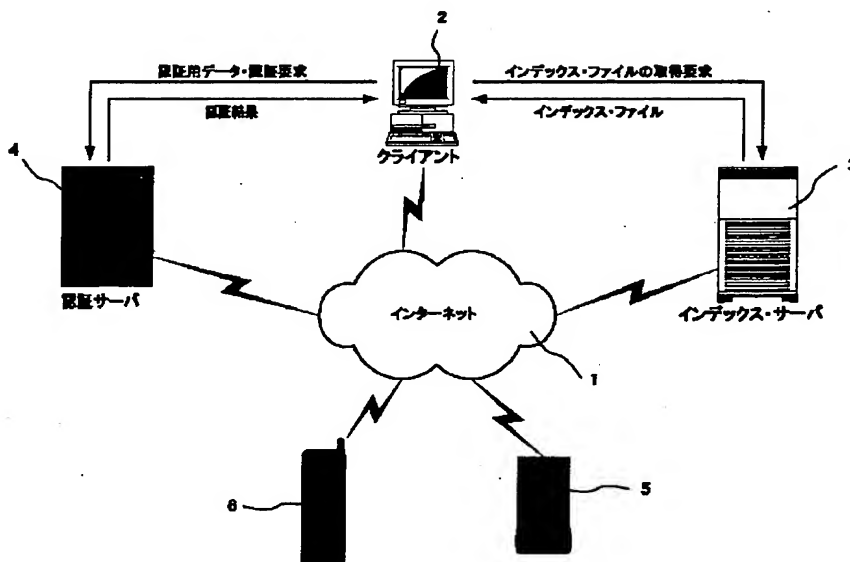 2
認証用データ・認証要求
インデックス・ファイルの取得要求
認証結果
インデックス・ファイル
4
クライアント
3
認証サーバ
インターネット
インデックス・サーバ
1
6
5